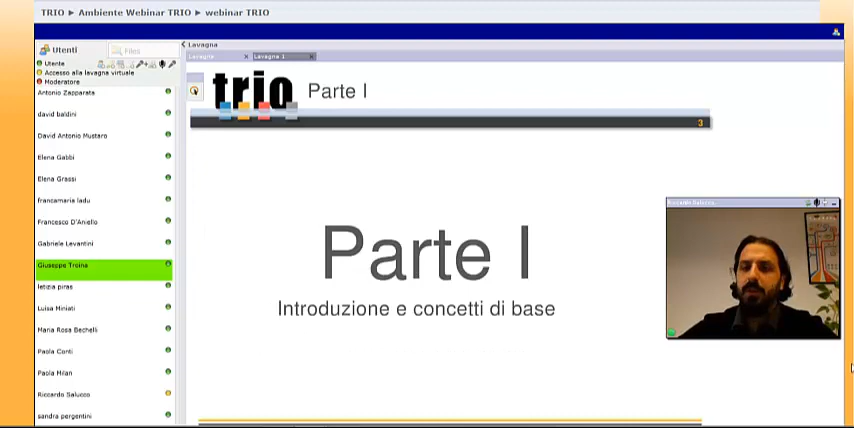 TRIO ► Ambiente Webinar TRIO ► webinar TRIO
Utenti
Files
Utente
Accesso alla lavagna virtuale
Moderatore
Antonio Zapparata
david baldini
David Antonio Mustaro
Elena Gabbi
Elena Grassi
francamaria ladu
Francesco D'Aniello
Gabriele Levantini
Giuseppe Troina
letizia piras
Luisa Miniati
Maria Rosa Bechelli
Paola Conti
Paola Milan
Riccardo Salucco
sandra pergentini
Lavagna
Lavagna
Lavagna 1
trio
Parte I
3
Parte I
Introduzione e concetti di base
Riccardo Salucco